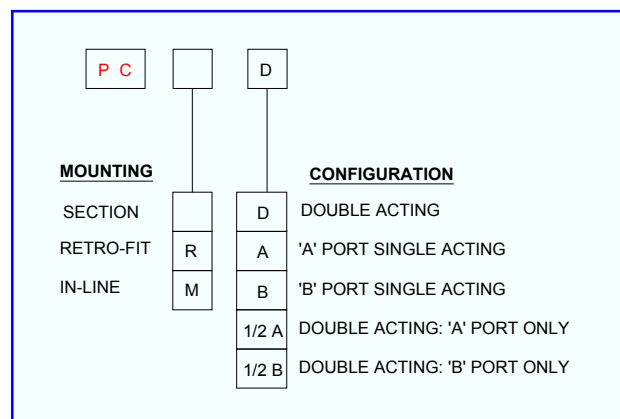 P C D
MOUNTING CONFIGURATION
SECTION D DOUBLE ACTING
RETRO-FIT R A 'A' PORT SINGLE ACTING
IN-LINE M B 'B' PORT SINGLE ACTING
1/2 A DOUBLE ACTING: 'A' PORT ONLY
1/2 B DOUBLE ACTING: 'B' PORT ONLY